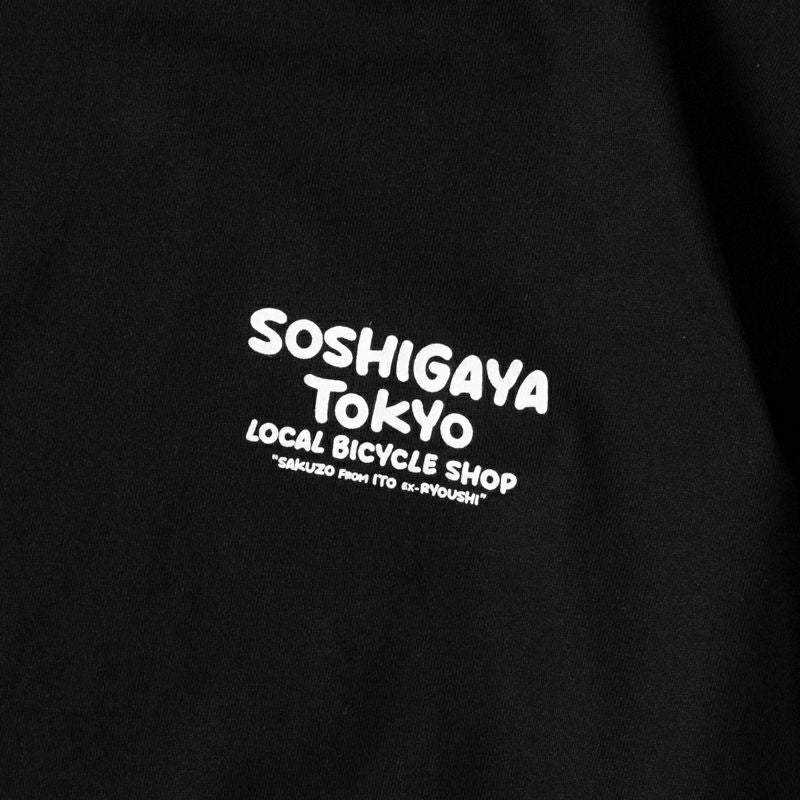 SOSHIGAYA
TOKYO
LOCAL BICYCLE SHOP
"SAKUZO FROM ITO EX-RYOUSHI"